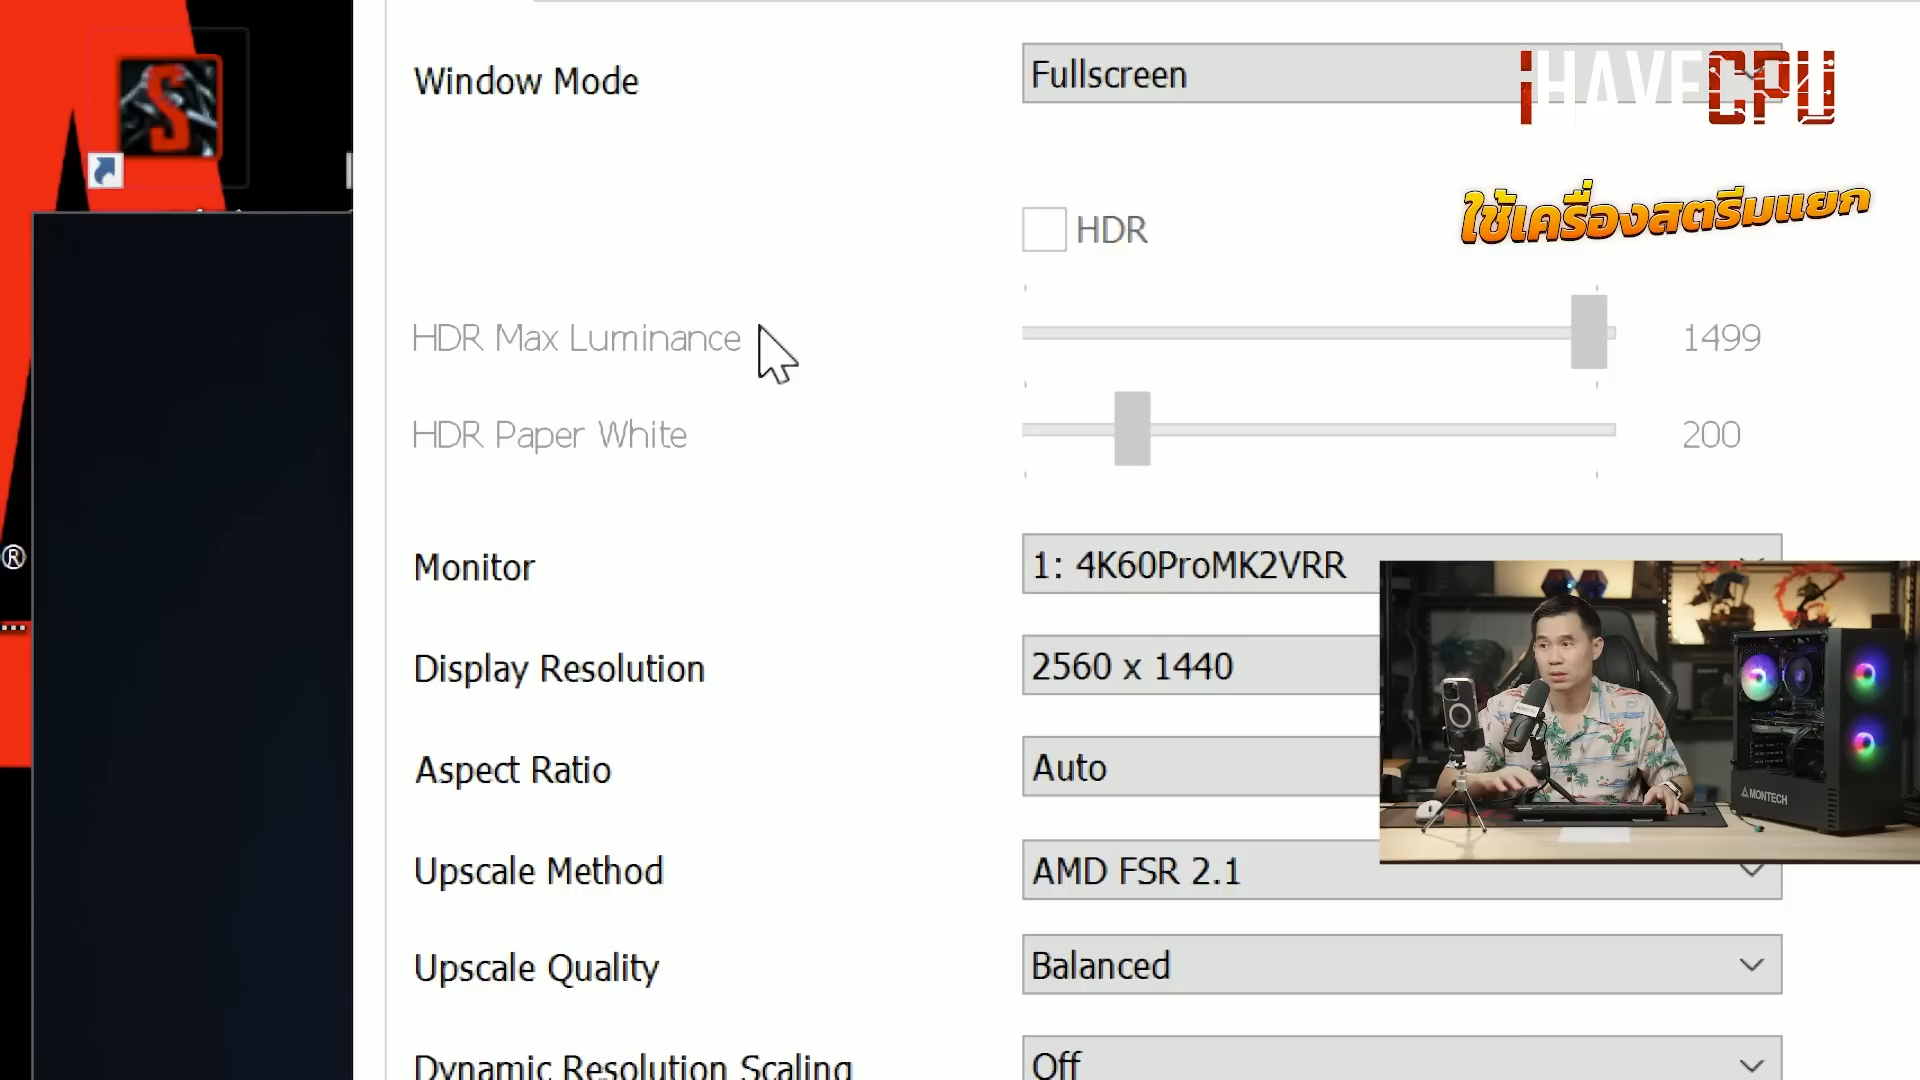 Window Mode
Fullscreen
iHAVECPU
ใช้เครื่องสตรีมแยก
HDR
HDR Max Luminance
1499
HDR Paper White
200
Monitor
1: 4K60ProMK2VRR
Display Resolution
2560 x 1440
Aspect Ratio
Auto
Upscale Method
AMD FSR 2.1
Upscale Quality
Balanced
Dynamic Resolution Scaling
Off
S
®
...
MONTECH